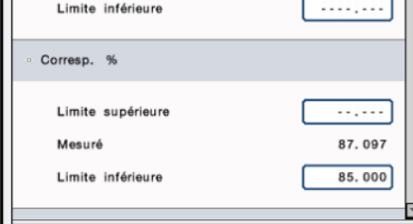 Limite inférieure ----.---
Corresp. %
Limite supérieure --.---
Mesuré 87.097
Limite inférieure 85.000